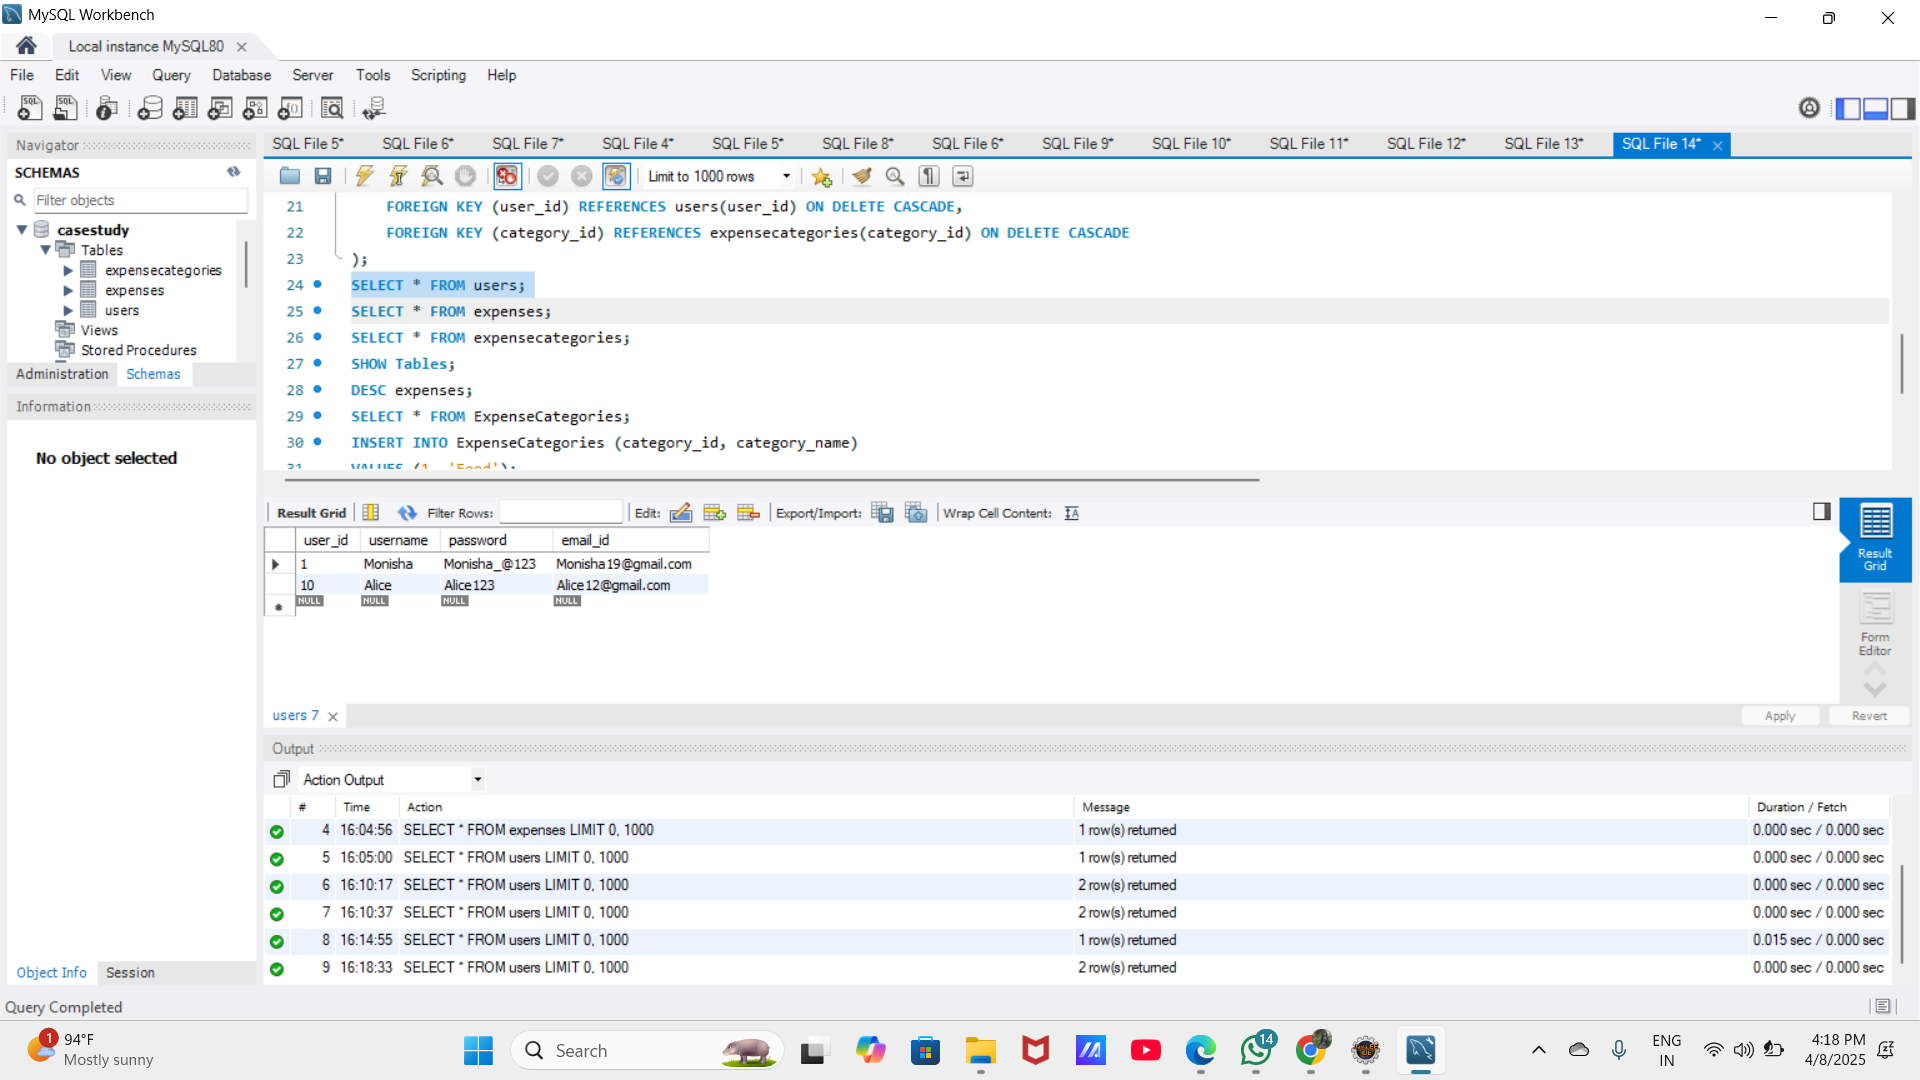 MySQL Workbench
Local instance MySQL80
File Edit View Query Database Server Tools Scripting Help
Navigator
SCHEMAS
Filter objects
casestudy
Tables
expensecategories
expenses
users
Views
Stored Procedures
Administration Schemas
Information
No object selected
Object Info Session
SQL File 5* SQL File 6* SQL File 7* SQL File 4* SQL File 5* SQL File 8* SQL File 6* SQL File 9* SQL File 10* SQL File 11* SQL File 12* SQL File 13* SQL File 14*
Limit to 1000 rows
21 FOREIGN KEY (user_id) REFERENCES users(user_id) ON DELETE CASCADE,
22 FOREIGN KEY (category_id) REFERENCES expensecategories(category_id) ON DELETE CASCADE
23 );
24 SELECT * FROM users;
25 SELECT * FROM expenses;
26 SELECT * FROM expensecategories;
27 SHOW Tables;
28 DESC expenses;
29 SELECT * FROM ExpenseCategories;
30 INSERT INTO ExpenseCategories (category_id, category_name)
31 VALUES (1, 'Food');
Result Grid Filter Rows: Edit: Export/Import: Wrap Cell Content:
user_id username password email_id
1 Monisha Monisha_@123 Monisha19@gmail.com
10 Alice Alice123 Alice12@gmail.com
NULL NULL NULL NULL
Result Grid
Form Editor
users 7
Apply Revert
Output
Action Output
# Time Action Message Duration / Fetch
4 16:04:56 SELECT * FROM expenses LIMIT 0, 1000 1 row(s) returned 0.000 sec / 0.000 sec
5 16:05:00 SELECT * FROM users LIMIT 0, 1000 1 row(s) returned 0.000 sec / 0.000 sec
6 16:10:17 SELECT * FROM users LIMIT 0, 1000 2 row(s) returned 0.000 sec / 0.000 sec
7 16:10:37 SELECT * FROM users LIMIT 0, 1000 2 row(s) returned 0.000 sec / 0.000 sec
8 16:14:55 SELECT * FROM users LIMIT 0, 1000 1 row(s) returned 0.015 sec / 0.000 sec
9 16:18:33 SELECT * FROM users LIMIT 0, 1000 2 row(s) returned 0.000 sec / 0.000 sec
Query Completed
1
94°F
Mostly sunny
Search
14
ENG
IN
4:18 PM
4/8/2025